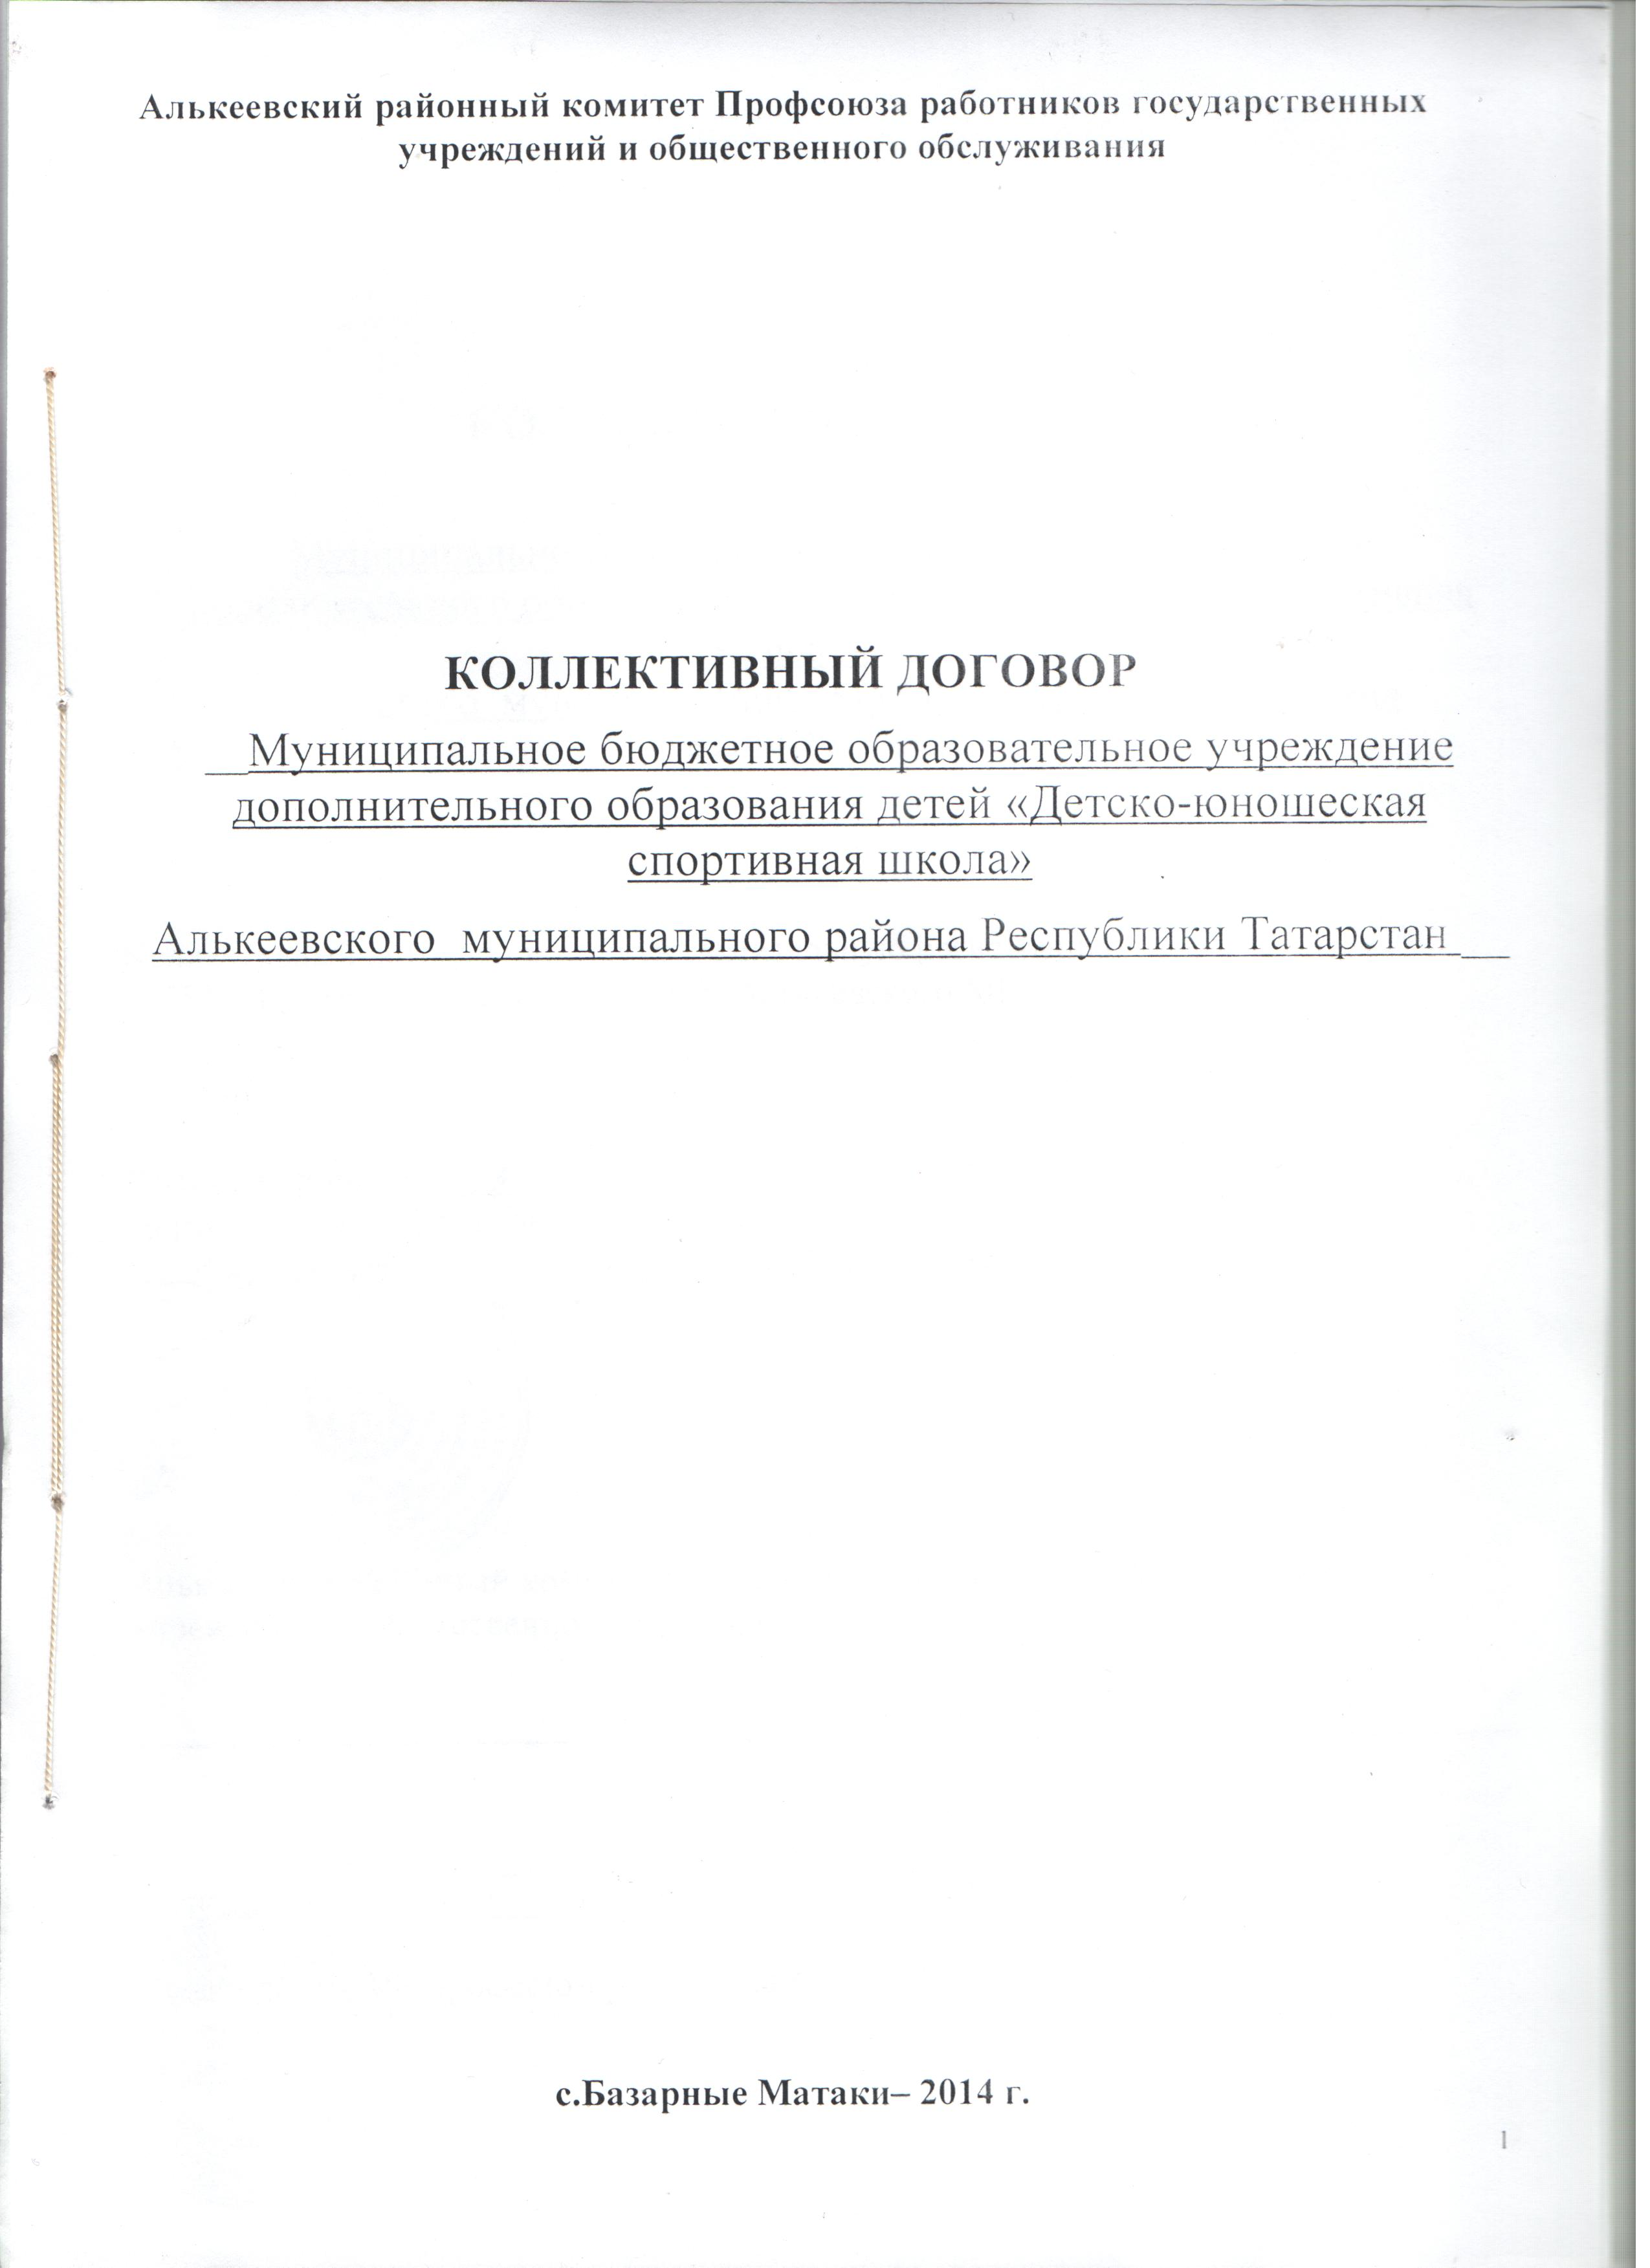 Алькеевский районный комитет Профсоюза работников государственных
учреждений и общественного обслуживания
КОЛЛЕКТИВНЫЙ ДОГОВОР
__Муниципальное бюджетное образовательное учреждение
дополнительного образования детей «Детско-юношеская
спортивная школа»
Алькеевского муниципального района Республики Татарстан__
с.Базарные Матаки– 2014 г.
1